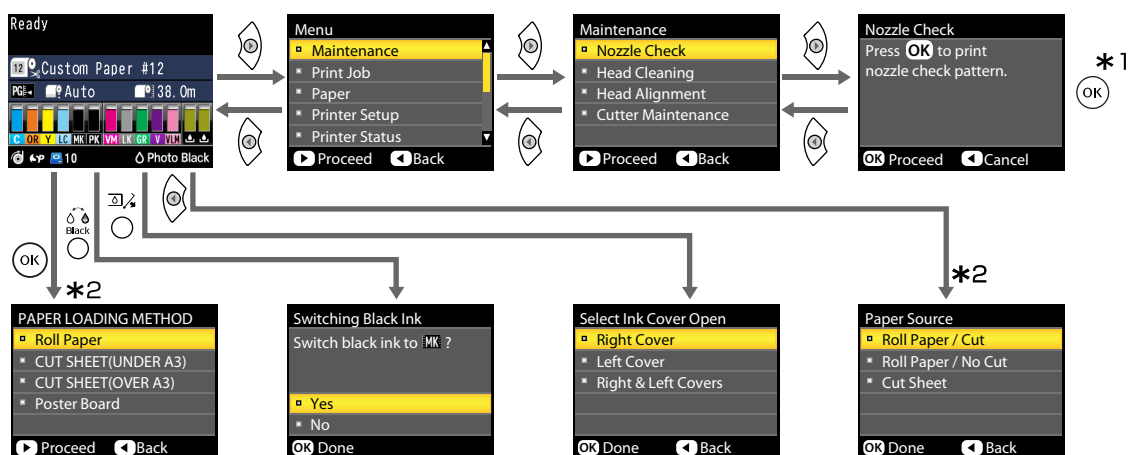 Ready
12 Custom Paper #12
PG Auto 38.0m
C OR Y LC MK PK VM LK GR V VLM
10 Photo Black
Menu
Maintenance
Print Job
Paper
Printer Setup
Printer Status
Proceed Back
Maintenance
Nozzle Check
Head Cleaning
Head Alignment
Cutter Maintenance
Proceed Back
Nozzle Check
Press OK to print
nozzle check pattern.
OK Proceed Cancel
*1
OK
Black
OK
*2
*2
PAPER LOADING METHOD
Roll Paper
CUT SHEET(UNDER A3)
CUT SHEET(OVER A3)
Poster Board
Proceed Back
Switching Black Ink
Switch black ink to MK ?
Yes
No
OK Done
Select Ink Cover Open
Right Cover
Left Cover
Right & Left Covers
OK Done Back
Paper Source
Roll Paper / Cut
Roll Paper / No Cut
Cut Sheet
OK Done Back